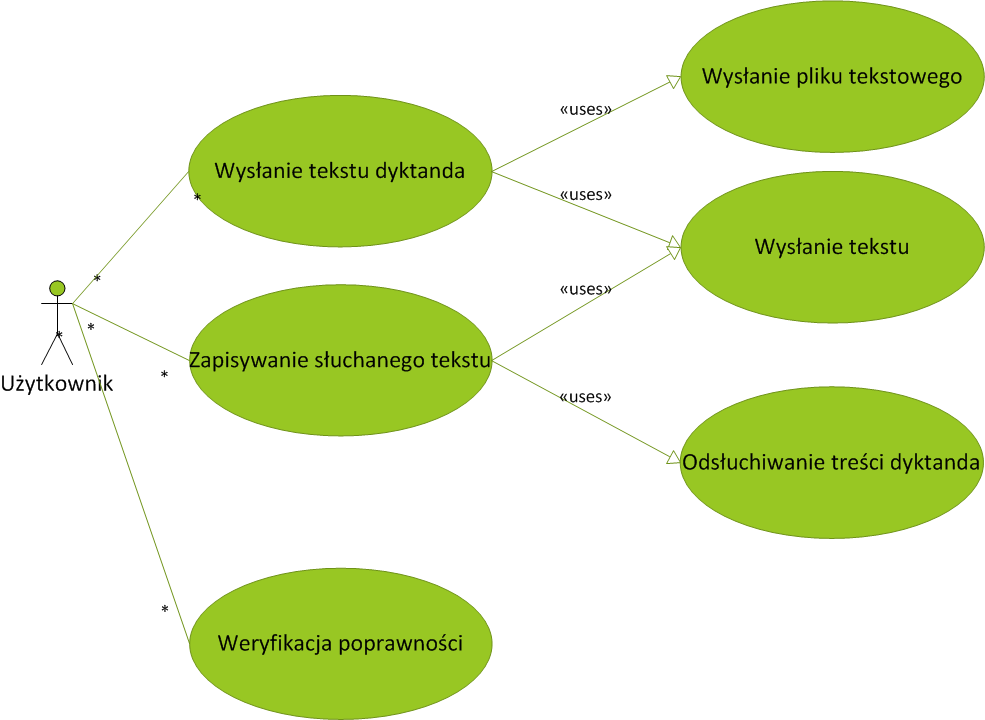 Wysłanie pliku tekstowego
«uses»
Wysłanie tekstu dyktanda
*
«uses»
Wysłanie tekstu
*
«uses»
*
*
Zapisywanie słuchanego tekstu
*
Użytkownik
«uses»
Odsłuchiwanie treści dyktanda
*
Weryfikacja poprawności